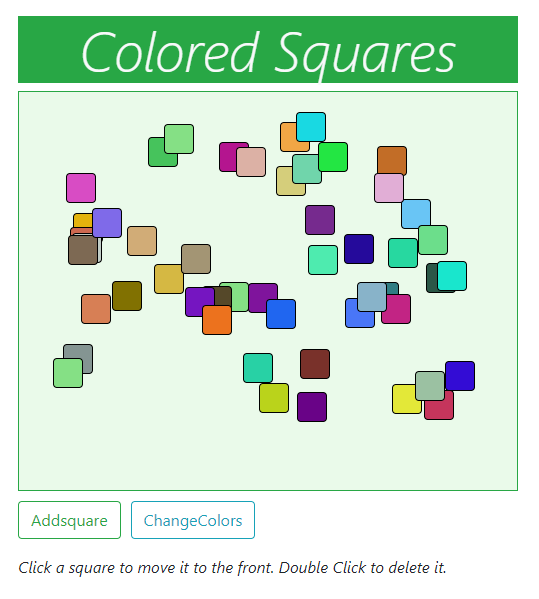 Colored Squares
Addsquare
ChangeColors
Click a square to move it to the front. Double Click to delete it.